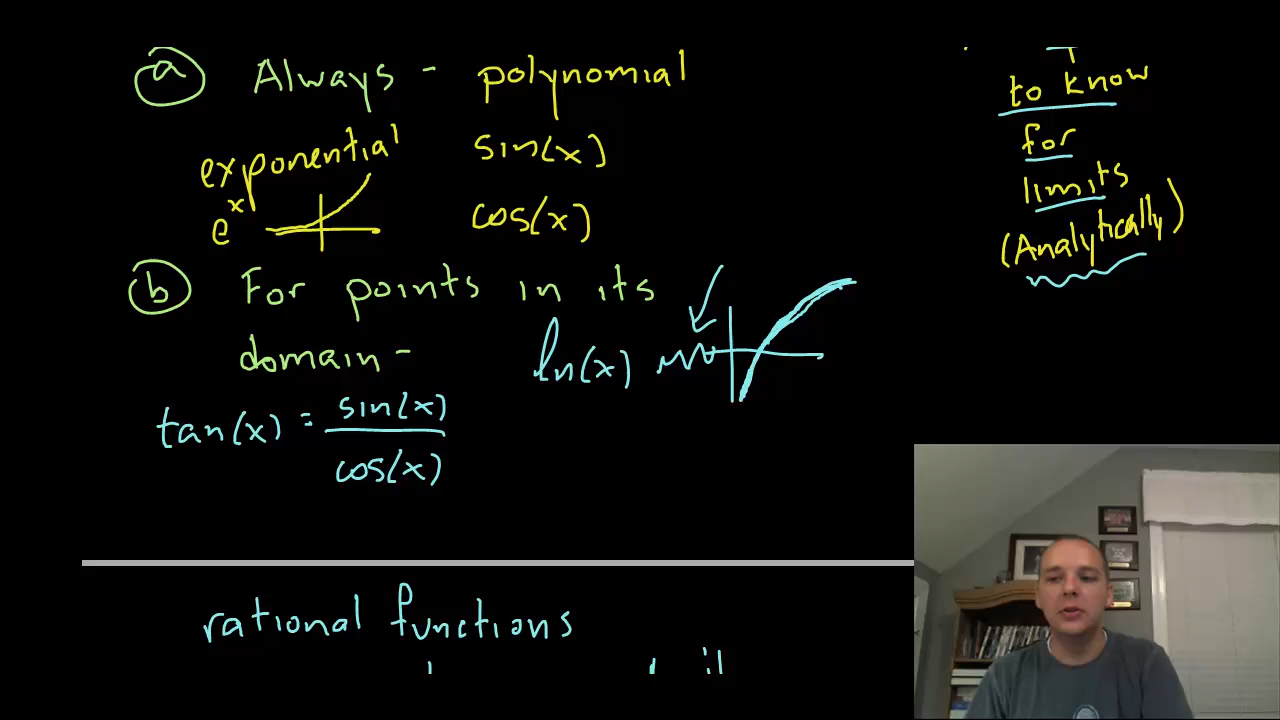 ⓐ Always - polynomial
exponential sin(x)
eˣ cos(x)
ⓑ For points in its
domain - ln(x)
tan(x) = sin(x)/cos(x)
rational functions
to know
for
limits
(Analytically)